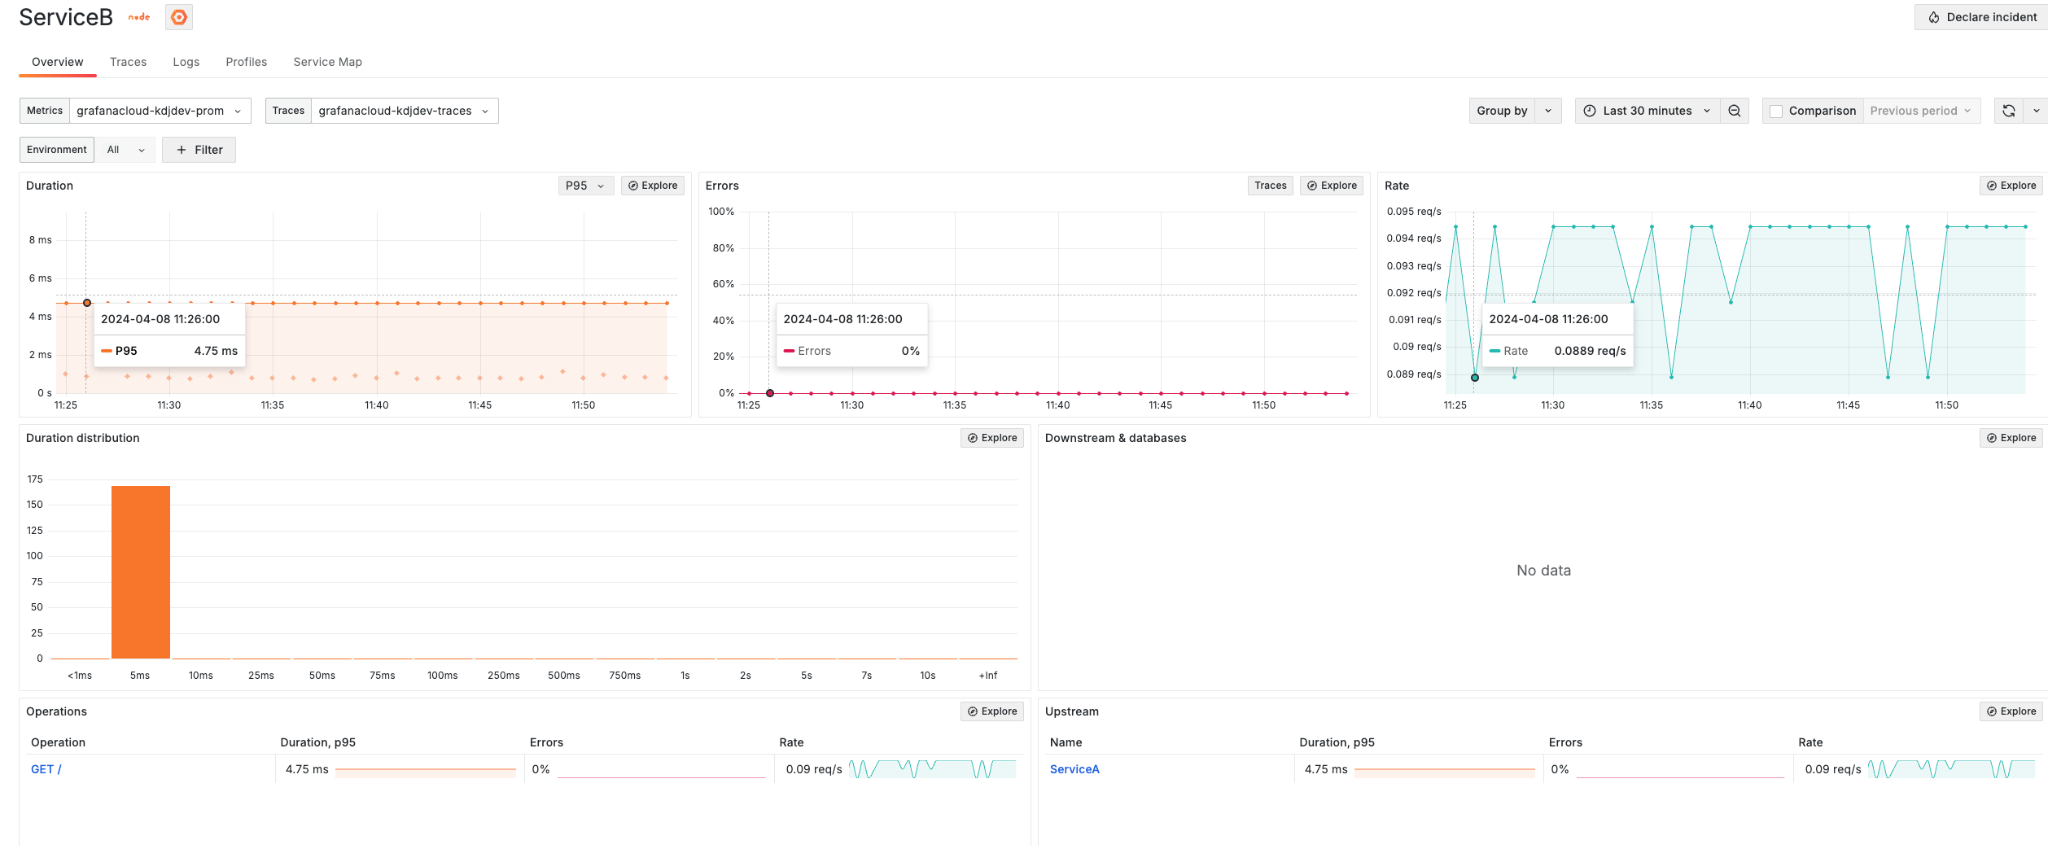 ServiceB node
Declare incident
Overview Traces Logs Profiles Service Map
Metrics grafanacloud-kdjdev-prom Traces grafanacloud-kdjdev-traces Group by Last 30 minutes Comparison Previous period
Environment All + Filter
Duration P95 Explore
8 ms
6 ms
4 ms
2 ms
0 s
11:25 11:30 11:35 11:40 11:45 11:50
2024-04-08 11:26:00
P95 4.75 ms
Errors Traces Explore
100%
80%
60%
40%
20%
0%
11:25 11:30 11:35 11:40 11:45 11:50
2024-04-08 11:26:00
Errors 0%
Rate Explore
0.095 req/s
0.094 req/s
0.093 req/s
0.092 req/s
0.091 req/s
0.09 req/s
0.089 req/s
11:25 11:30 11:35 11:40 11:45 11:50
2024-04-08 11:26:00
Rate 0.0889 req/s
Duration distribution Explore
175
150
125
100
75
50
25
0
<1ms 5ms 10ms 25ms 50ms 75ms 100ms 250ms 500ms 750ms 1s 2s 5s 7s 10s +Inf
Downstream & databases Explore
No data
Operations Explore
Operation Duration, p95 Errors Rate
GET / 4.75 ms 0% 0.09 req/s
Upstream Explore
Name Duration, p95 Errors Rate
ServiceA 4.75 ms 0% 0.09 req/s